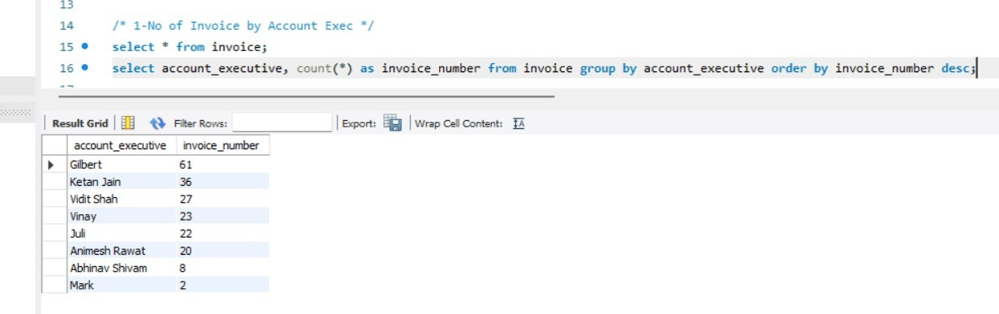 13
14 /* 1-No of Invoice by Account Exec */
15 select * from invoice;
16 select account_executive, count(*) as invoice_number from invoice group by account_executive order by invoice_number desc;
Result Grid Filter Rows: Export: Wrap Cell Content: IA
account_executive invoice_number
Gilbert 61
Ketan Jain 36
Vidit Shah 27
Vinay 23
Juli 22
Animesh Rawat 20
Abhinav Shivam 8
Mark 2